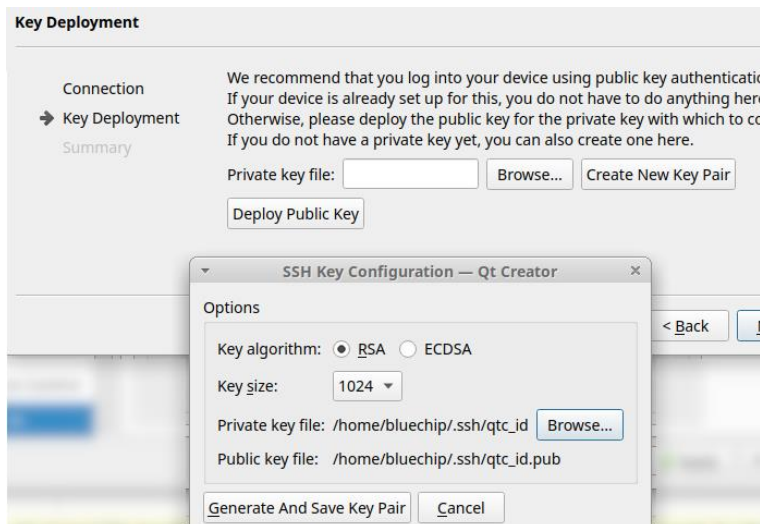 Key Deployment
Connection
Key Deployment
Summary
We recommend that you log into your device using public key
If your device is already set up for this, you do not have to do anything
Otherwise, please deploy the public key for the private key with which to
If you do not have a private key yet, you can also create one here.
Private key file: Browse... Create New Key Pair
Deploy Public Key
SSH Key Configuration — Qt Creator
Options
< Back
Key algorithm: RSA ECDSA
Key size: 1024
Private key file: /home/bluechip/.ssh/qtc_id Browse...
Public key file: /home/bluechip/.ssh/qtc_id.pub
Generate And Save Key Pair Cancel